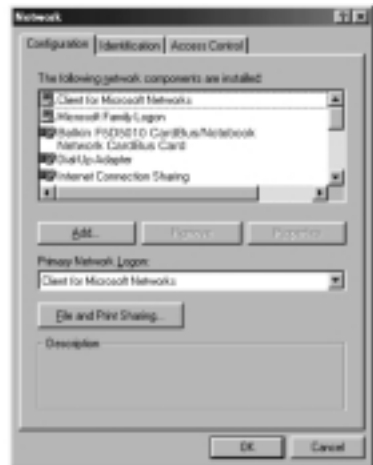 Network
Configuration Identification Access Control
The following network components are installed:
Client for Microsoft Networks
Microsoft Family Logon
Belkin F5D5010 CardBus/Notebook
Network CardBus Card
Dial-Up Adapter
Internet Connection Sharing
Add... Remove Properties
Primary Network Logon:
Client for Microsoft Networks
File and Print Sharing...
Description
OK Cancel